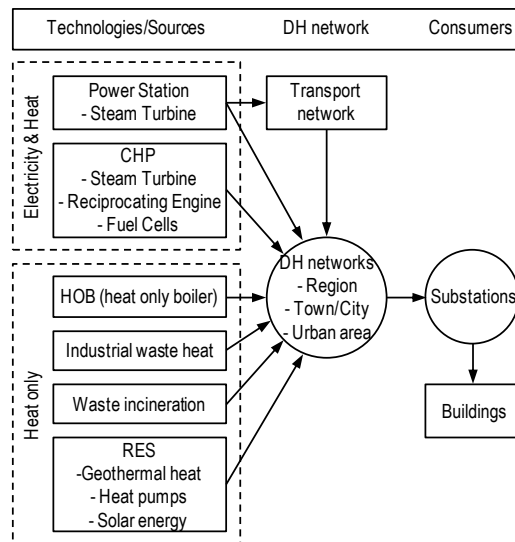 Technologies/Sources
DH network
Consumers
Electricity & Heat
Power Station
- Steam Turbine
CHP
- Steam Turbine
- Reciprocating Engine
- Fuel Cells
Transport
network
Heat only
HOB (heat only boiler)
Industrial waste heat
Waste incineration
RES
-Geothermal heat
- Heat pumps
- Solar energy
DH networks
- Region
- Town/City
- Urban area
Substations
Buildings